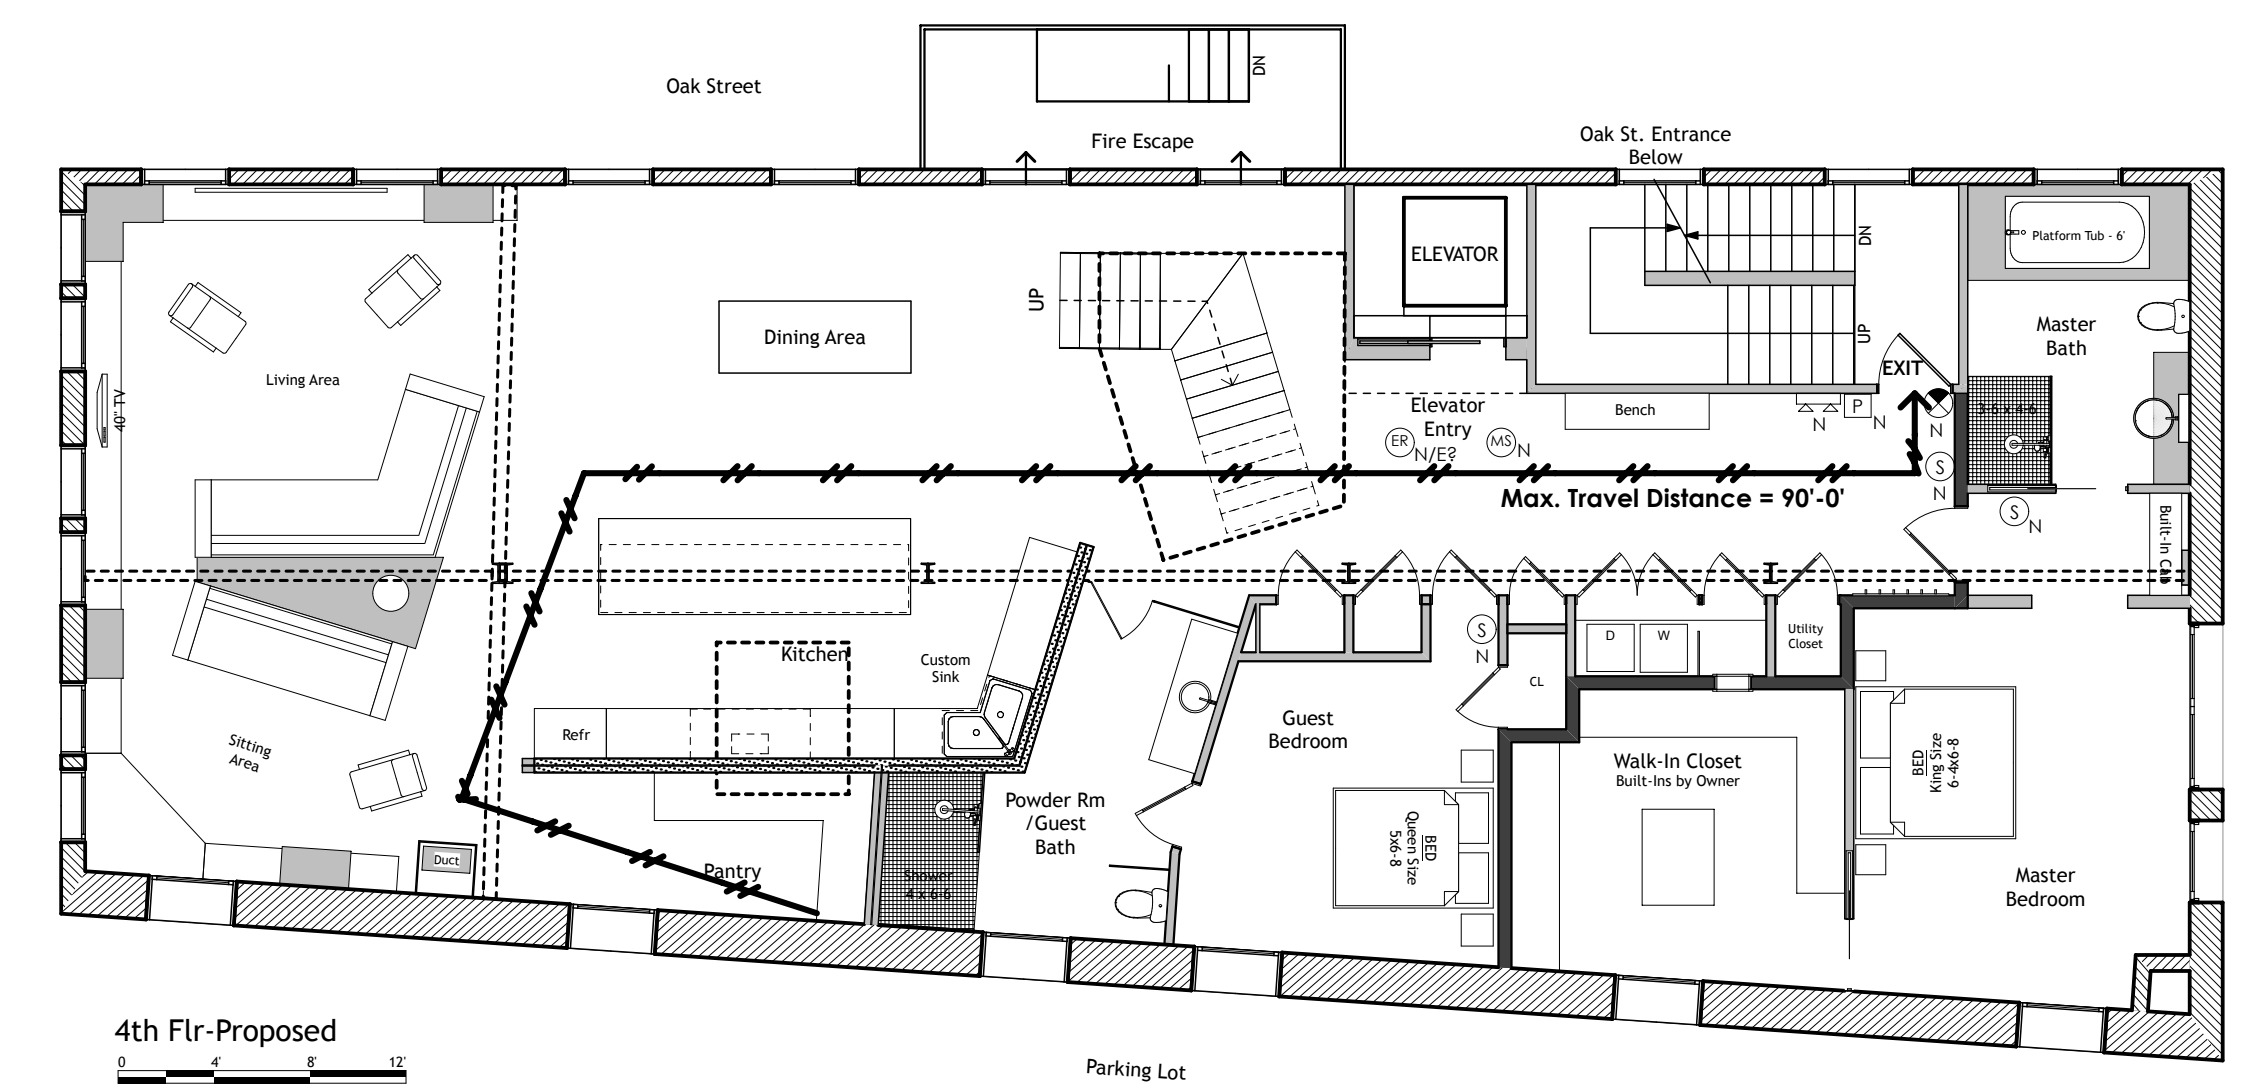 Oak Street
DN
Fire Escape
Oak St. Entrance
Below
ELEVATOR
DN
Platform Tub - 6'
UP
Dining Area
UP
Master
Bath
Living Area
EXIT
40" TV
Elevator
Entry
Bench
P
N
N
N
3-6 x 4-6
ER
N/E?
MS
N
S
N
Max. Travel Distance = 90'-0'
S
N
Built-In Cab
Kitchen
Custom
Sink
S
N
D
W
Utility
Closet
CL
Refr
Guest
Bedroom
Sitting
Area
Walk-In Closet
Built-Ins by Owner
BED
King Size
6-4x6-8
Powder Rm
/Guest
Bath
BED
Queen Size
5x6-8
Duct
Pantry
Shower
4 x 6-6
Master
Bedroom
4th Flr-Proposed
0
4'
8'
12'
Parking Lot